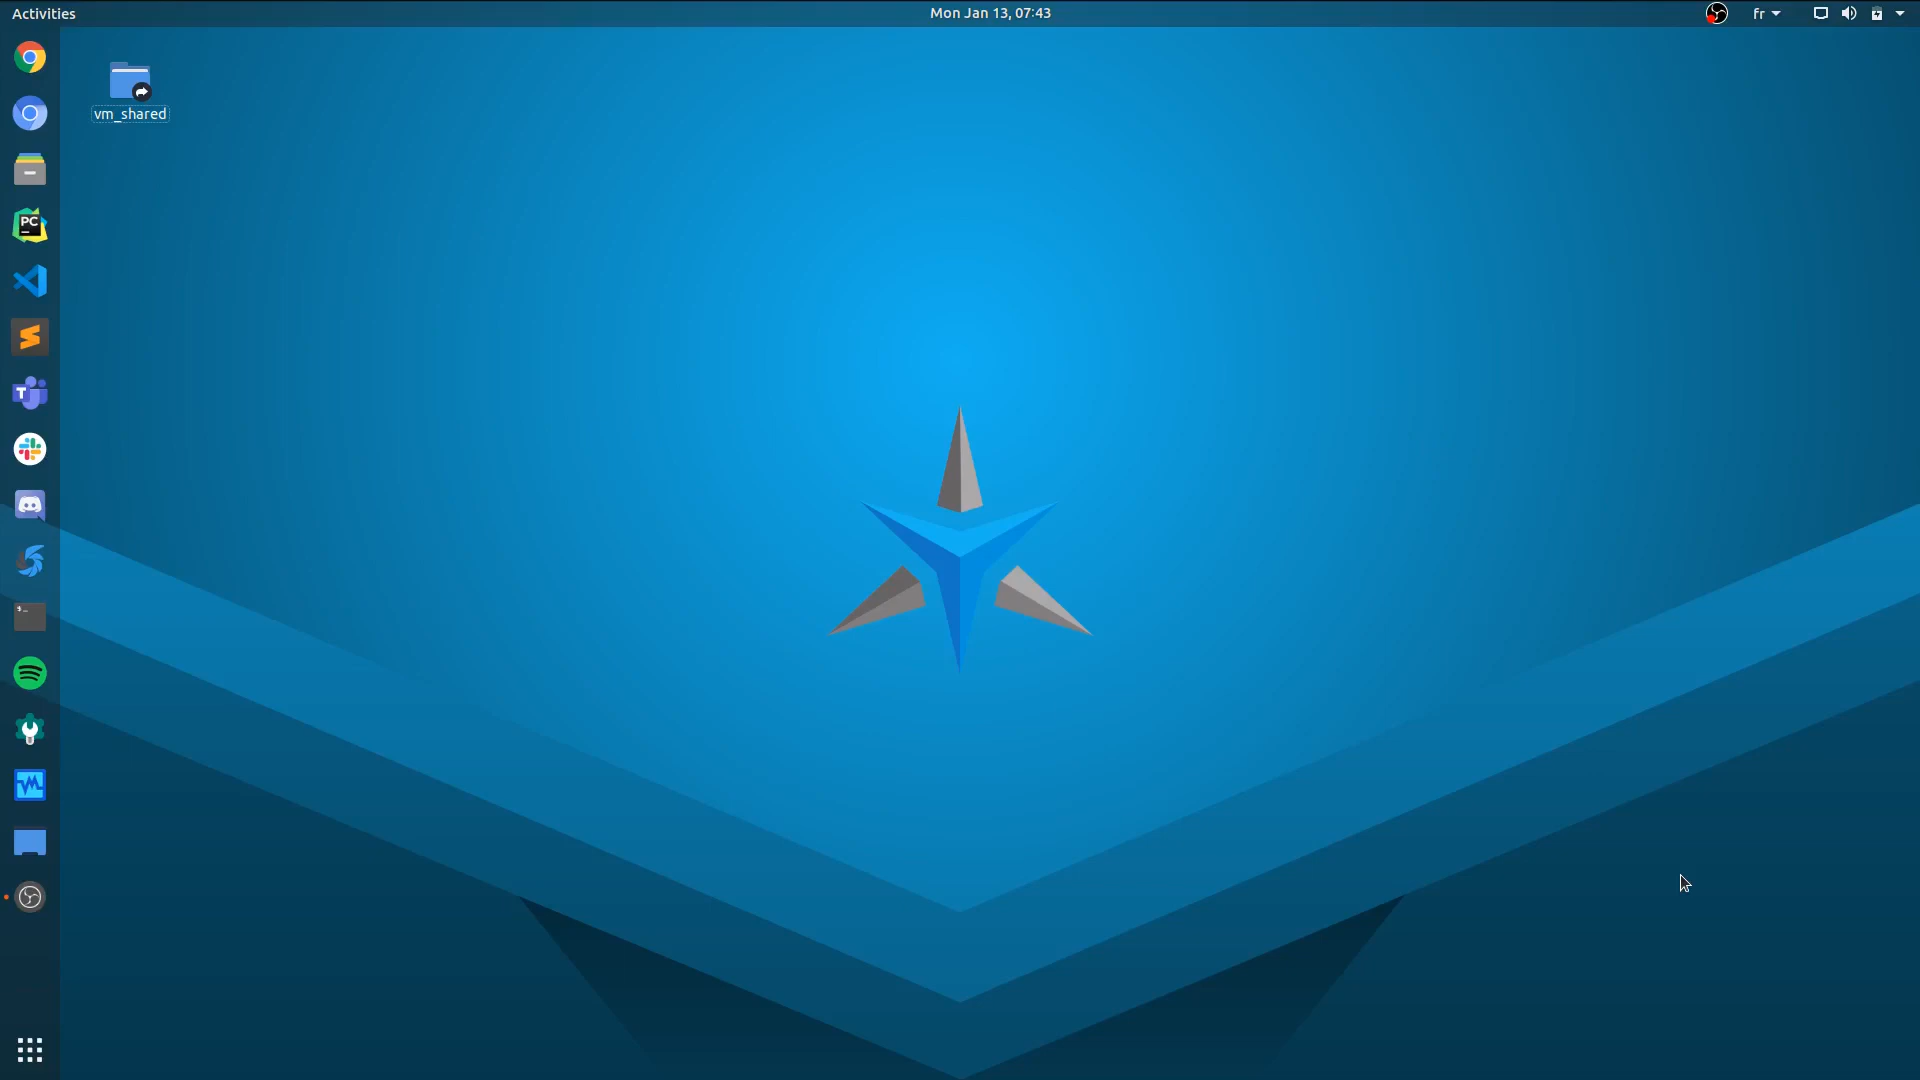 Activities
Mon Jan 13, 07:43
fr
vm_shared
PC
T
$_